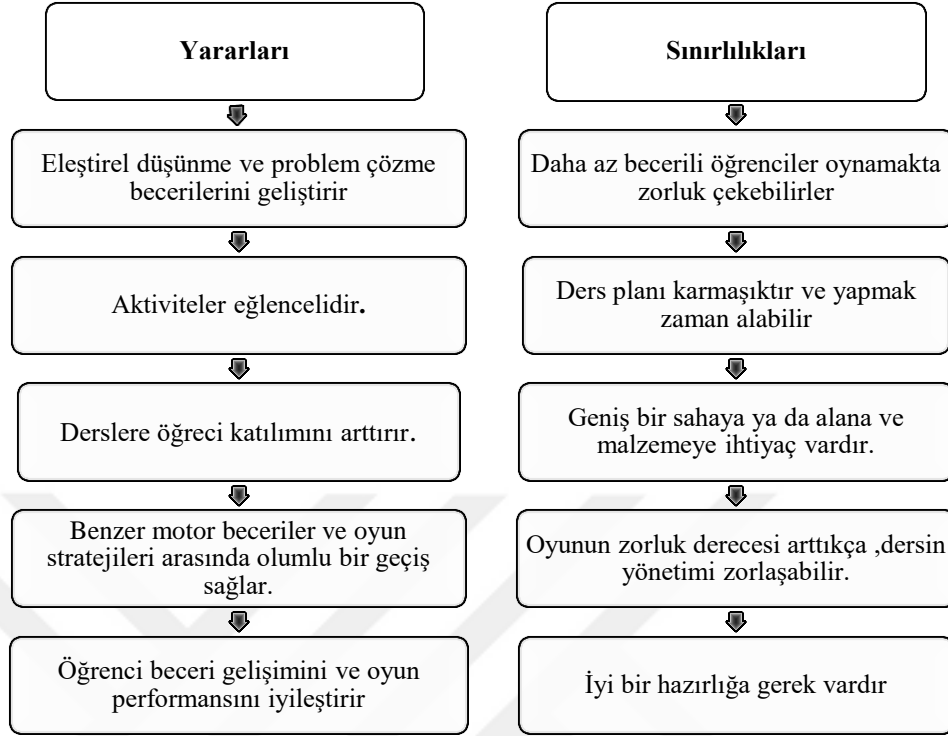 Yararları
Eleştirel düşünme ve problem çözme
becerilerini geliştirir
Aktiviteler eğlencelidir.
Derslere öğreci katılımını arttırır.
Benzer motor beceriler ve oyun
stratejileri arasında olumlu bir geçiş
sağlar.
Öğrenci beceri gelişimini ve oyun
performansını iyileştirir
Sınırlılıkları
Daha az becerili öğrenciler oynamakta
zorluk çekebilirler
Ders planı karmaşıktır ve yapmak
zaman alabilir
Geniş bir sahaya ya da alana ve
malzemeye ihtiyaç vardır.
Oyunun zorluk derecesi arttıkça ,dersin
yönetimi zorlaşabilir.
İyi bir hazırlığa gerek vardır